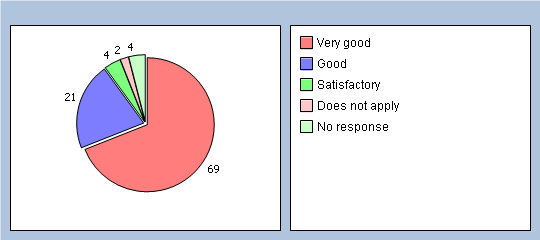 4 2 4
21
69
Very good
Good
Satisfactory
Does not apply
No response